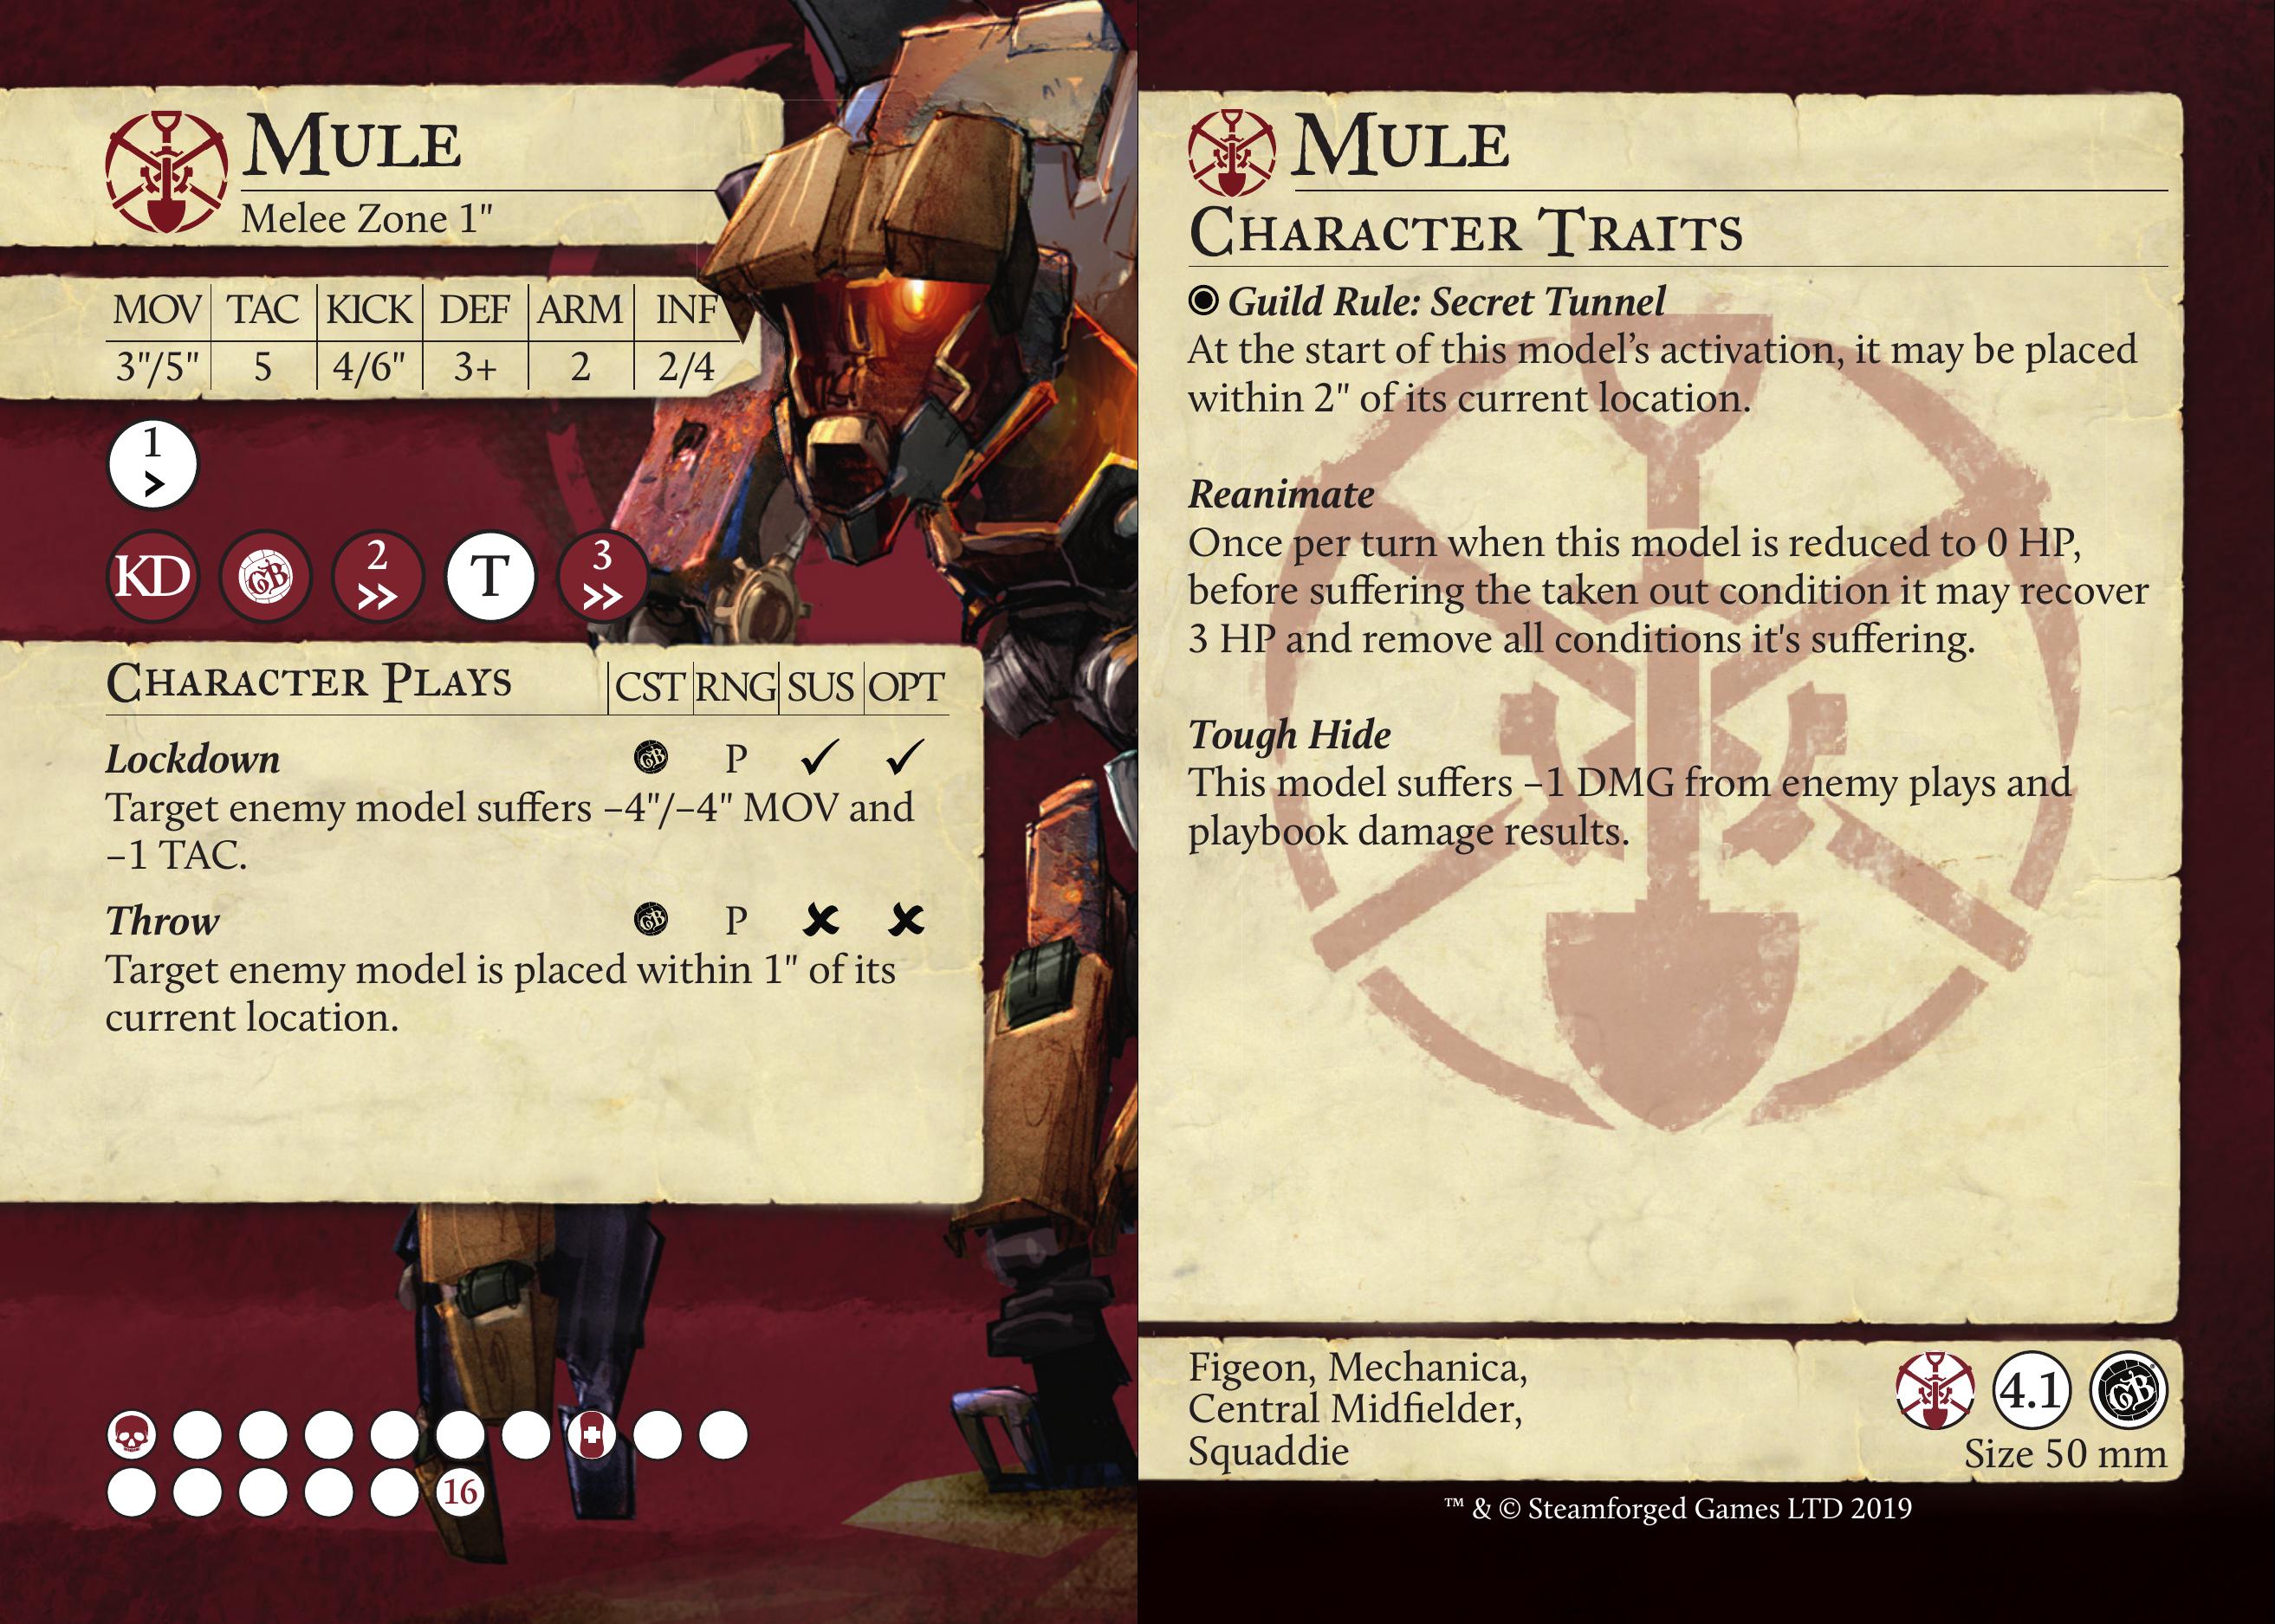 MULE
Melee Zone 1"
MOV TAC KICK DEF ARM INF
3"/5" 5 4/6" 3+ 2 2/4
1
>
KD GB 2 >> T 3 >>
CHARACTER PLAYS CST RNG SUS OPT
Lockdown GB P ✓ ✓
Target enemy model suffers –4"/–4" MOV and
–1 TAC.
Throw GB P ✘ ✘
Target enemy model is placed within 1" of its
current location.
16
MULE
CHARACTER TRAITS
Guild Rule: Secret Tunnel
At the start of this model’s activation, it may be placed
within 2" of its current location.
Reanimate
Once per turn when this model is reduced to 0 HP,
before suffering the taken out condition it may recover
3 HP and remove all conditions it's suffering.
Tough Hide
This model suffers –1 DMG from enemy plays and
playbook damage results.
Figeon, Mechanica,
Central Midfielder,
Squaddie
4.1 GB
Size 50 mm
™ & © Steamforged Games LTD 2019